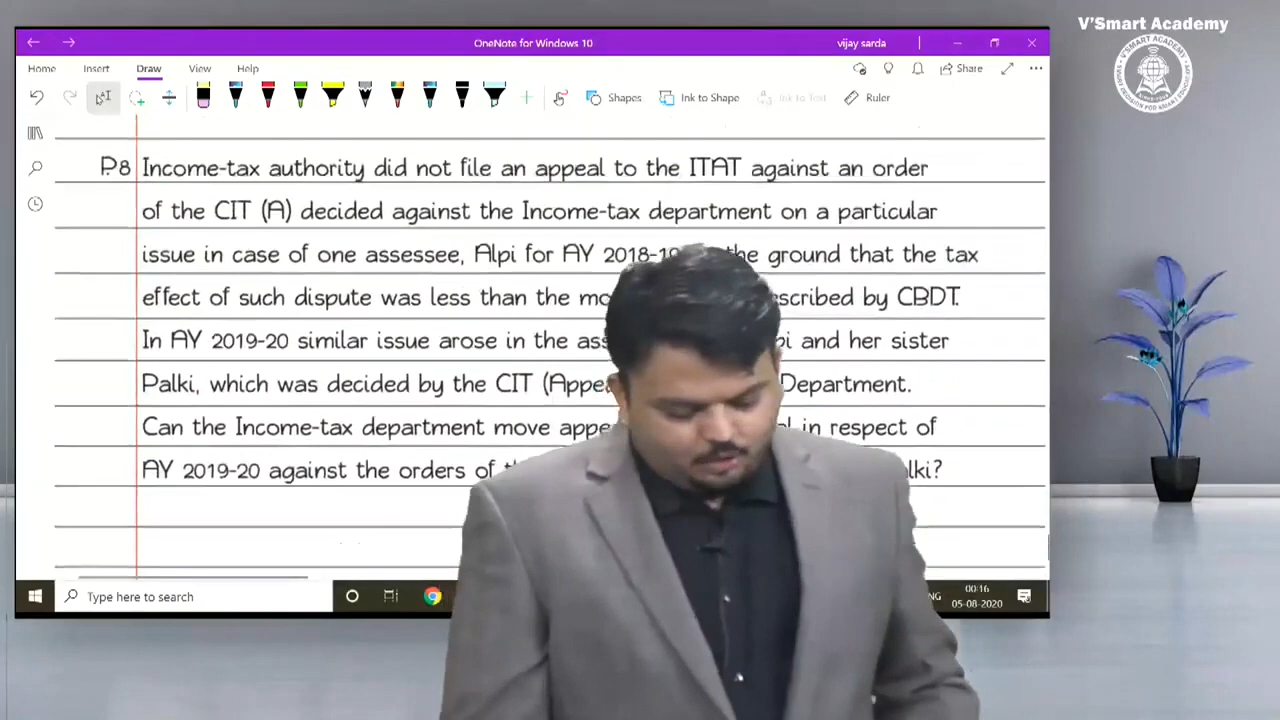 V'Smart Academy
OneNote for Windows 10
vijay sarda
Home Insert Draw View Help
Share
Shapes Ink to Shape Ink to Text Ruler
P.8 Income-tax authority did not file an appeal to the ITAT against an order
of the CIT (A) decided against the Income-tax department on a particular
issue in case of one assessee, Alpi for AY 2018-19 the ground that the tax
effect of such dispute was less than the by CBDT.
In AY 2019-20 similar issue arose in the and her sister
Palki, which was decided by the CIT Department.
Can the Income-tax department move in respect of
AY 2019-20 against the orders of
Type here to search
00:16
05-08-2020